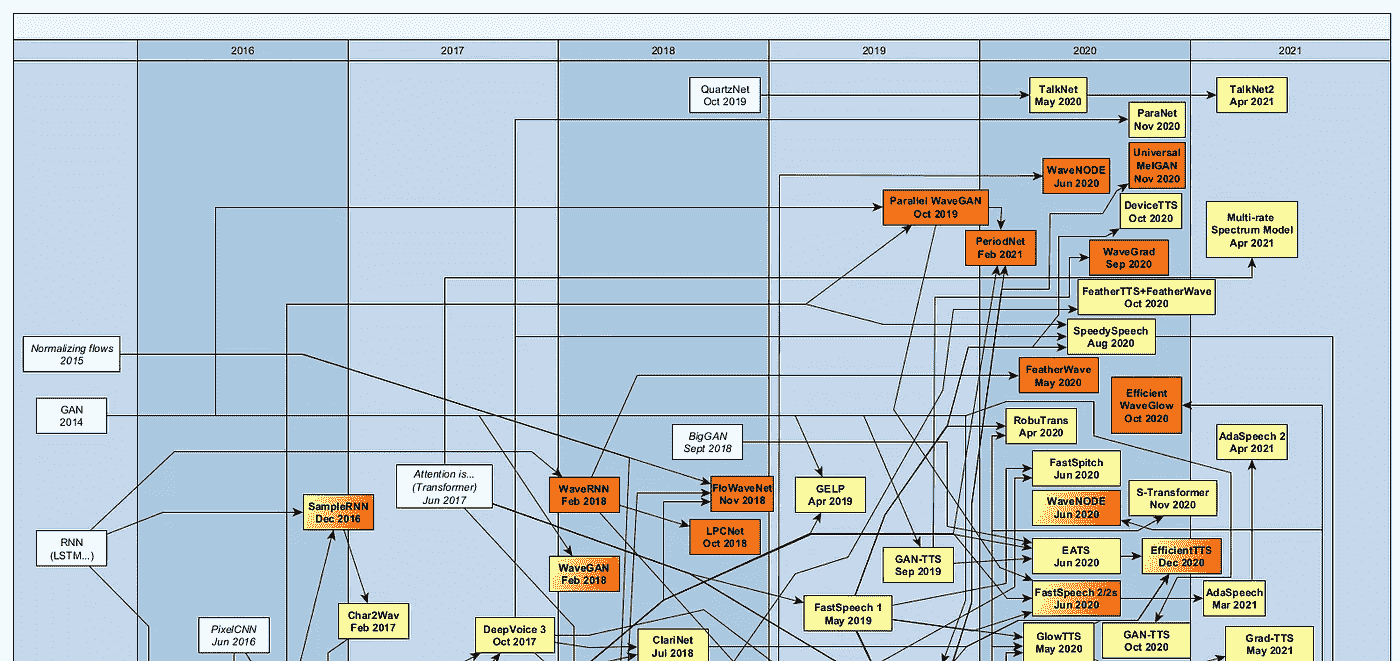 2016
2017
2018
2019
2020
2021
QuartzNet
Oct 2019
TalkNet
May 2020
TalkNet2
Apr 2021
ParaNet
Nov 2020
Universal
MelGAN
Nov 2020
WaveNODE
Jun 2020
Parallel WaveGAN
Oct 2019
DeviceTTS
Oct 2020
Multi-rate
Spectrum Model
Apr 2021
PeriodNet
Feb 2021
WaveGrad
Sep 2020
FeatherTTS+FeatherWave
Oct 2020
SpeedySpeech
Aug 2020
Normalizing flows
2015
FeatherWave
May 2020
Efficient
WaveGlow
Oct 2020
GAN
2014
RobuTrans
Apr 2020
BigGAN
Sept 2018
AdaSpeech 2
Apr 2021
FastSpitch
Jun 2020
Attention is...
(Transformer)
Jun 2017
WaveRNN
Feb 2018
FloWaveNet
Nov 2018
GELP
Apr 2019
S-Transformer
Nov 2020
SampleRNN
Dec 2016
WaveNODE
Jun 2020
LPCNet
Oct 2018
RNN
(LSTM...)
EATS
Jun 2020
EfficientTTS
Dec 2020
GAN-TTS
Sep 2019
WaveGAN
Feb 2018
FastSpeech 2/2s
Jun 2020
AdaSpeech
Mar 2021
FastSpeech 1
May 2019
Char2Wav
Feb 2017
PixelCNN
Jun 2016
DeepVoice 3
Oct 2017
ClariNet
Jul 2018
GlowTTS
May 2020
GAN-TTS
Oct 2020
Grad-TTS
May 2021